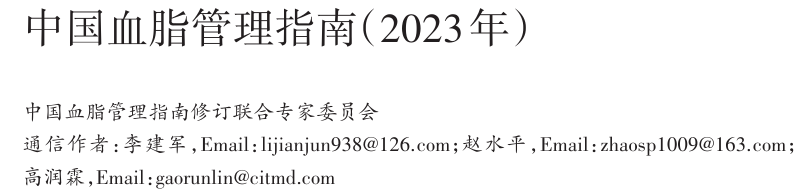 中国血脂管理指南(2023年)
中国血脂管理指南修订联合专家委员会
通信作者:李建军,Email:lijianjun938@126.com;赵水平,Email:zhaosp1009@163.com;
高润霖,Email:gaorunlin@citmd.com